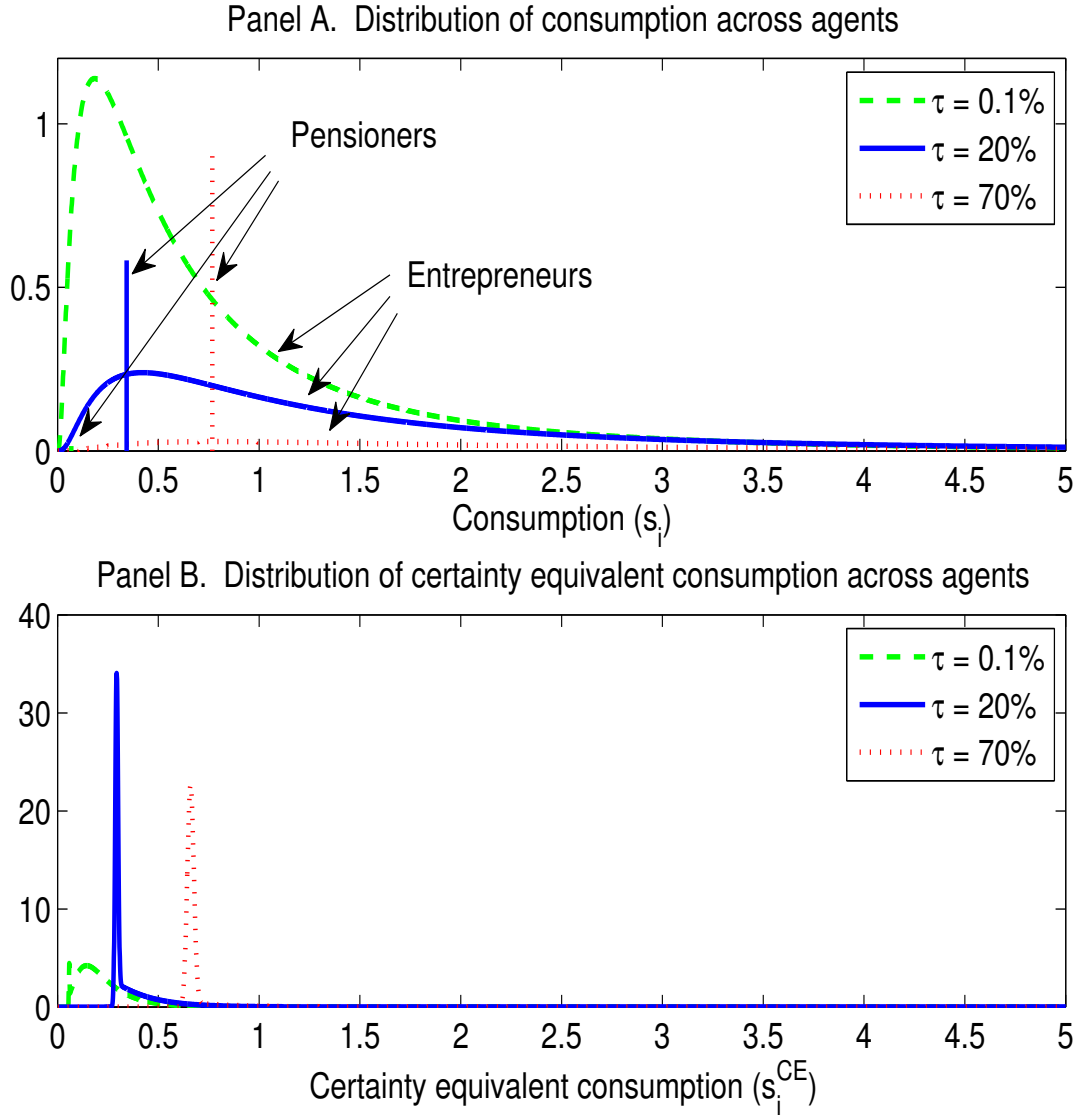 Panel A.  Distribution of consumption across agents
τ = 0.1%
τ = 20%
τ = 70%
Pensioners
Entrepreneurs
1
0.5
0
0 0.5 1 1.5 2 2.5 3 3.5 4 4.5 5
Consumption (s_i)
Panel B.  Distribution of certainty equivalent consumption across agents
τ = 0.1%
τ = 20%
τ = 70%
40
30
20
10
0
0 0.5 1 1.5 2 2.5 3 3.5 4 4.5 5
Certainty equivalent consumption (s_i^CE)